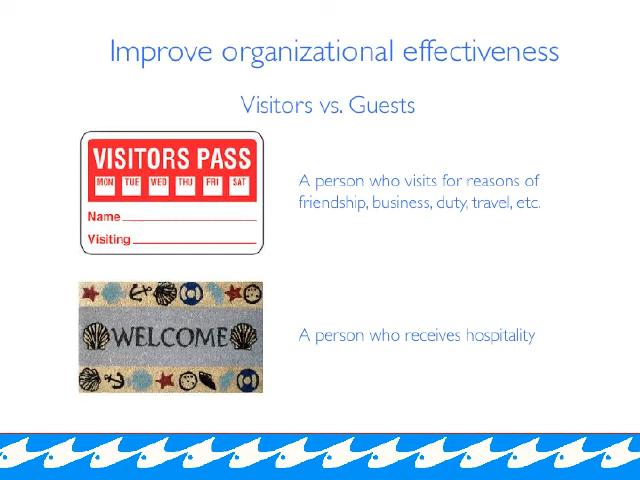 Improve organizational effectiveness
Visitors vs. Guests
VISITORS PASS
MON TUE WED THU FRI SAT
Name
Visiting
A person who visits for reasons of
friendship, business, duty, travel, etc.
WELCOME
A person who receives hospitality